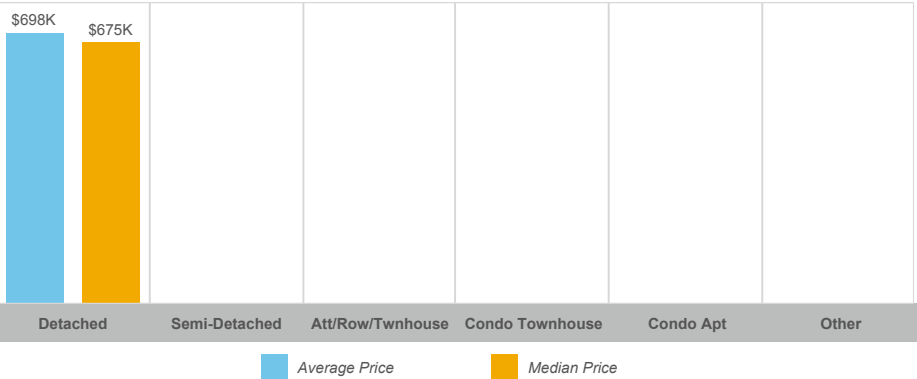 $698K
$675K
Detached Semi-Detached Att/Row/Twnhouse Condo Townhouse Condo Apt Other
Average Price Median Price